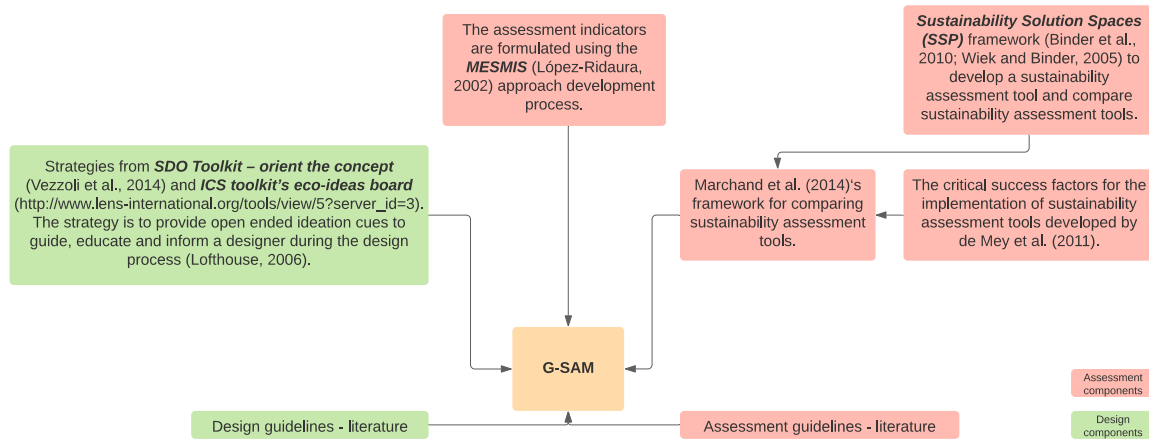 The assessment indicators
are formulated using the
MESMIS (López-Ridaura,
2002) approach development
process.
Sustainability Solution Spaces
(SSP) framework (Binder et al.,
2010; Wiek and Binder, 2005) to
develop a sustainability
assessment tool and compare
sustainability assessment tools.
Strategies from SDO Toolkit – orient the concept
(Vezzoli et al., 2014) and ICS toolkit's eco-ideas board
(http://www.lens-international.org/tools/view/5?server_id=3).
The strategy is to provide open ended ideation cues to
guide, educate and inform a designer during the design
process (Lofthouse, 2006).
Marchand et al. (2014)'s
framework for comparing
sustainability assessment
tools.
The critical success factors for the
implementation of sustainability
assessment tools developed by
de Mey et al. (2011).
G-SAM
Assessment
components
Design guidelines - literature
Assessment guidelines - literature
Design
components